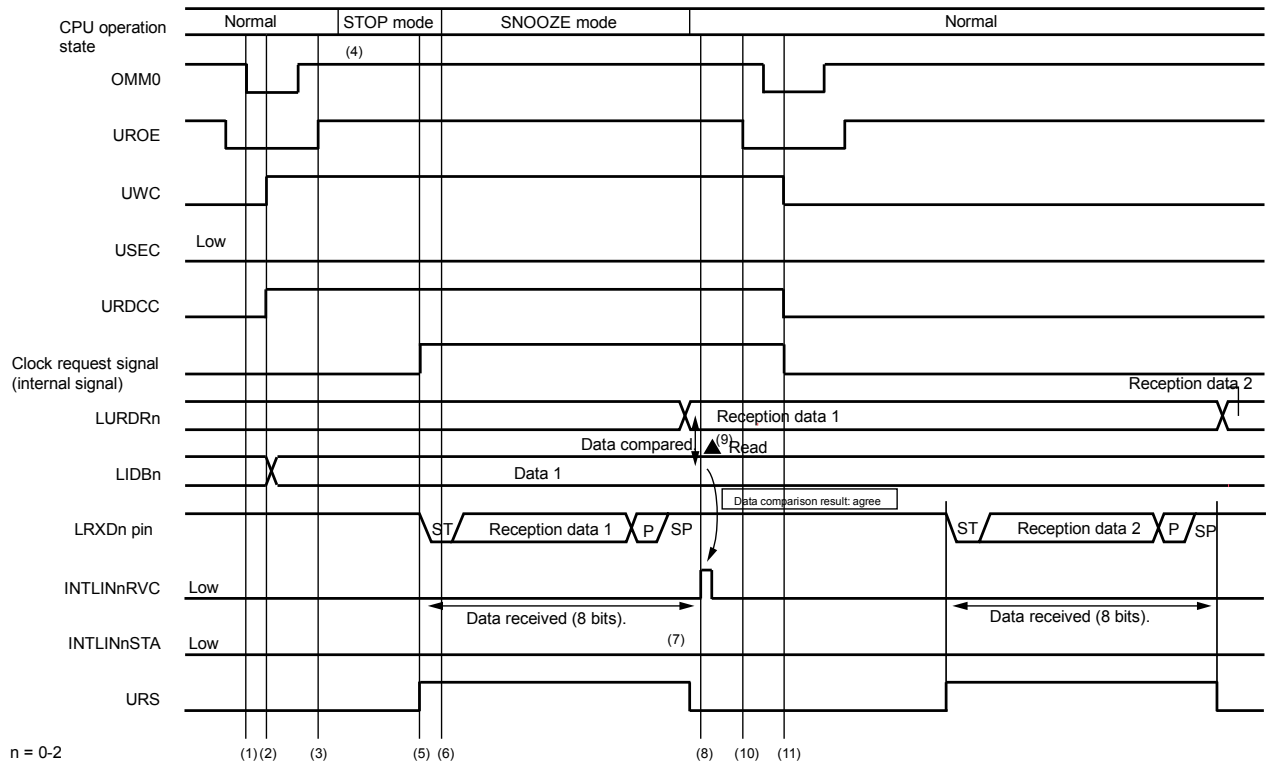 CPU operation
state
Normal
STOP mode
SNOOZE mode
Normal
(4)
OMM0
UROE
UWC
USEC
Low
URDCC
Clock request signal
(internal signal)
Reception data 2
LURDRn
Reception data 1
Data compared
(9)
Read
LIDBn
Data 1
Data comparison result: agree
LRXDn pin
ST
Reception data 1
P
SP
ST
Reception data 2
P
SP
INTLINnRVC
Low
Data received (8 bits).
Data received (8 bits).
(7)
INTLINnSTA
Low
URS
n = 0-2
(1)
(2)
(3)
(5)
(6)
(8)
(10)
(11)